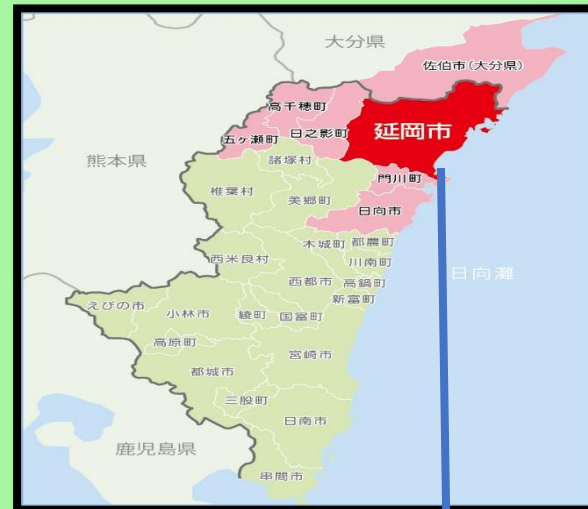 大分県
佐伯市(大分県)
高千穂町
延岡市
日之影町
五ヶ瀬町
熊本県
諸塚村
門川町
椎葉村
美郷町
日向市
木城町
都農町
西米良村
川南町
日向灘
西都市
高鍋町
えびの市
新富町
小林市
綾町
国富町
高原町
宮崎市
都城市
三股町
日南市
鹿児島県
串間市